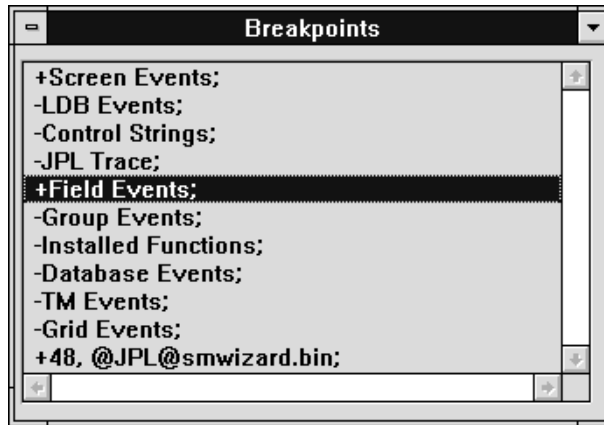 Breakpoints
+Screen Events;
-LDB Events;
-Control Strings;
-JPL Trace;
+Field Events;
-Group Events;
-Installed Functions;
-Database Events;
-TM Events;
-Grid Events;
+48, @JPL@smwizard.bin;